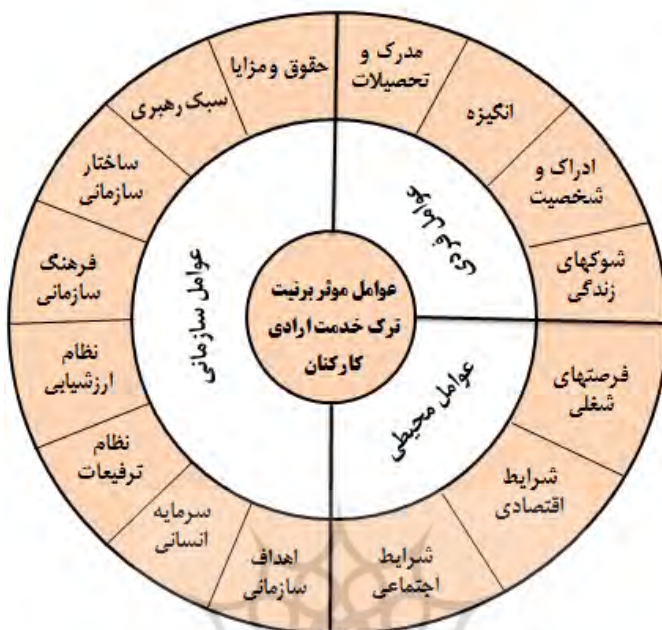 عوامل موثر برنیت
ترک خدمت ارادی
کارکنان
عوامل فردی
مدرک و
تحصیلات
انگیزه
ادراک و
شخصیت
شوکهای
زندگی
عوامل محیطی
فرصتهای
شغلی
شرایط
اقتصادی
شرایط
اجتماعی
عوامل سازمانی
اهداف
سازمانی
سرمایه
انسانی
نظام
ترفیعات
نظام
ارزشیابی
فرهنگ
سازمانی
ساختار
سازمانی
سبک رهبری
حقوق و مزایا